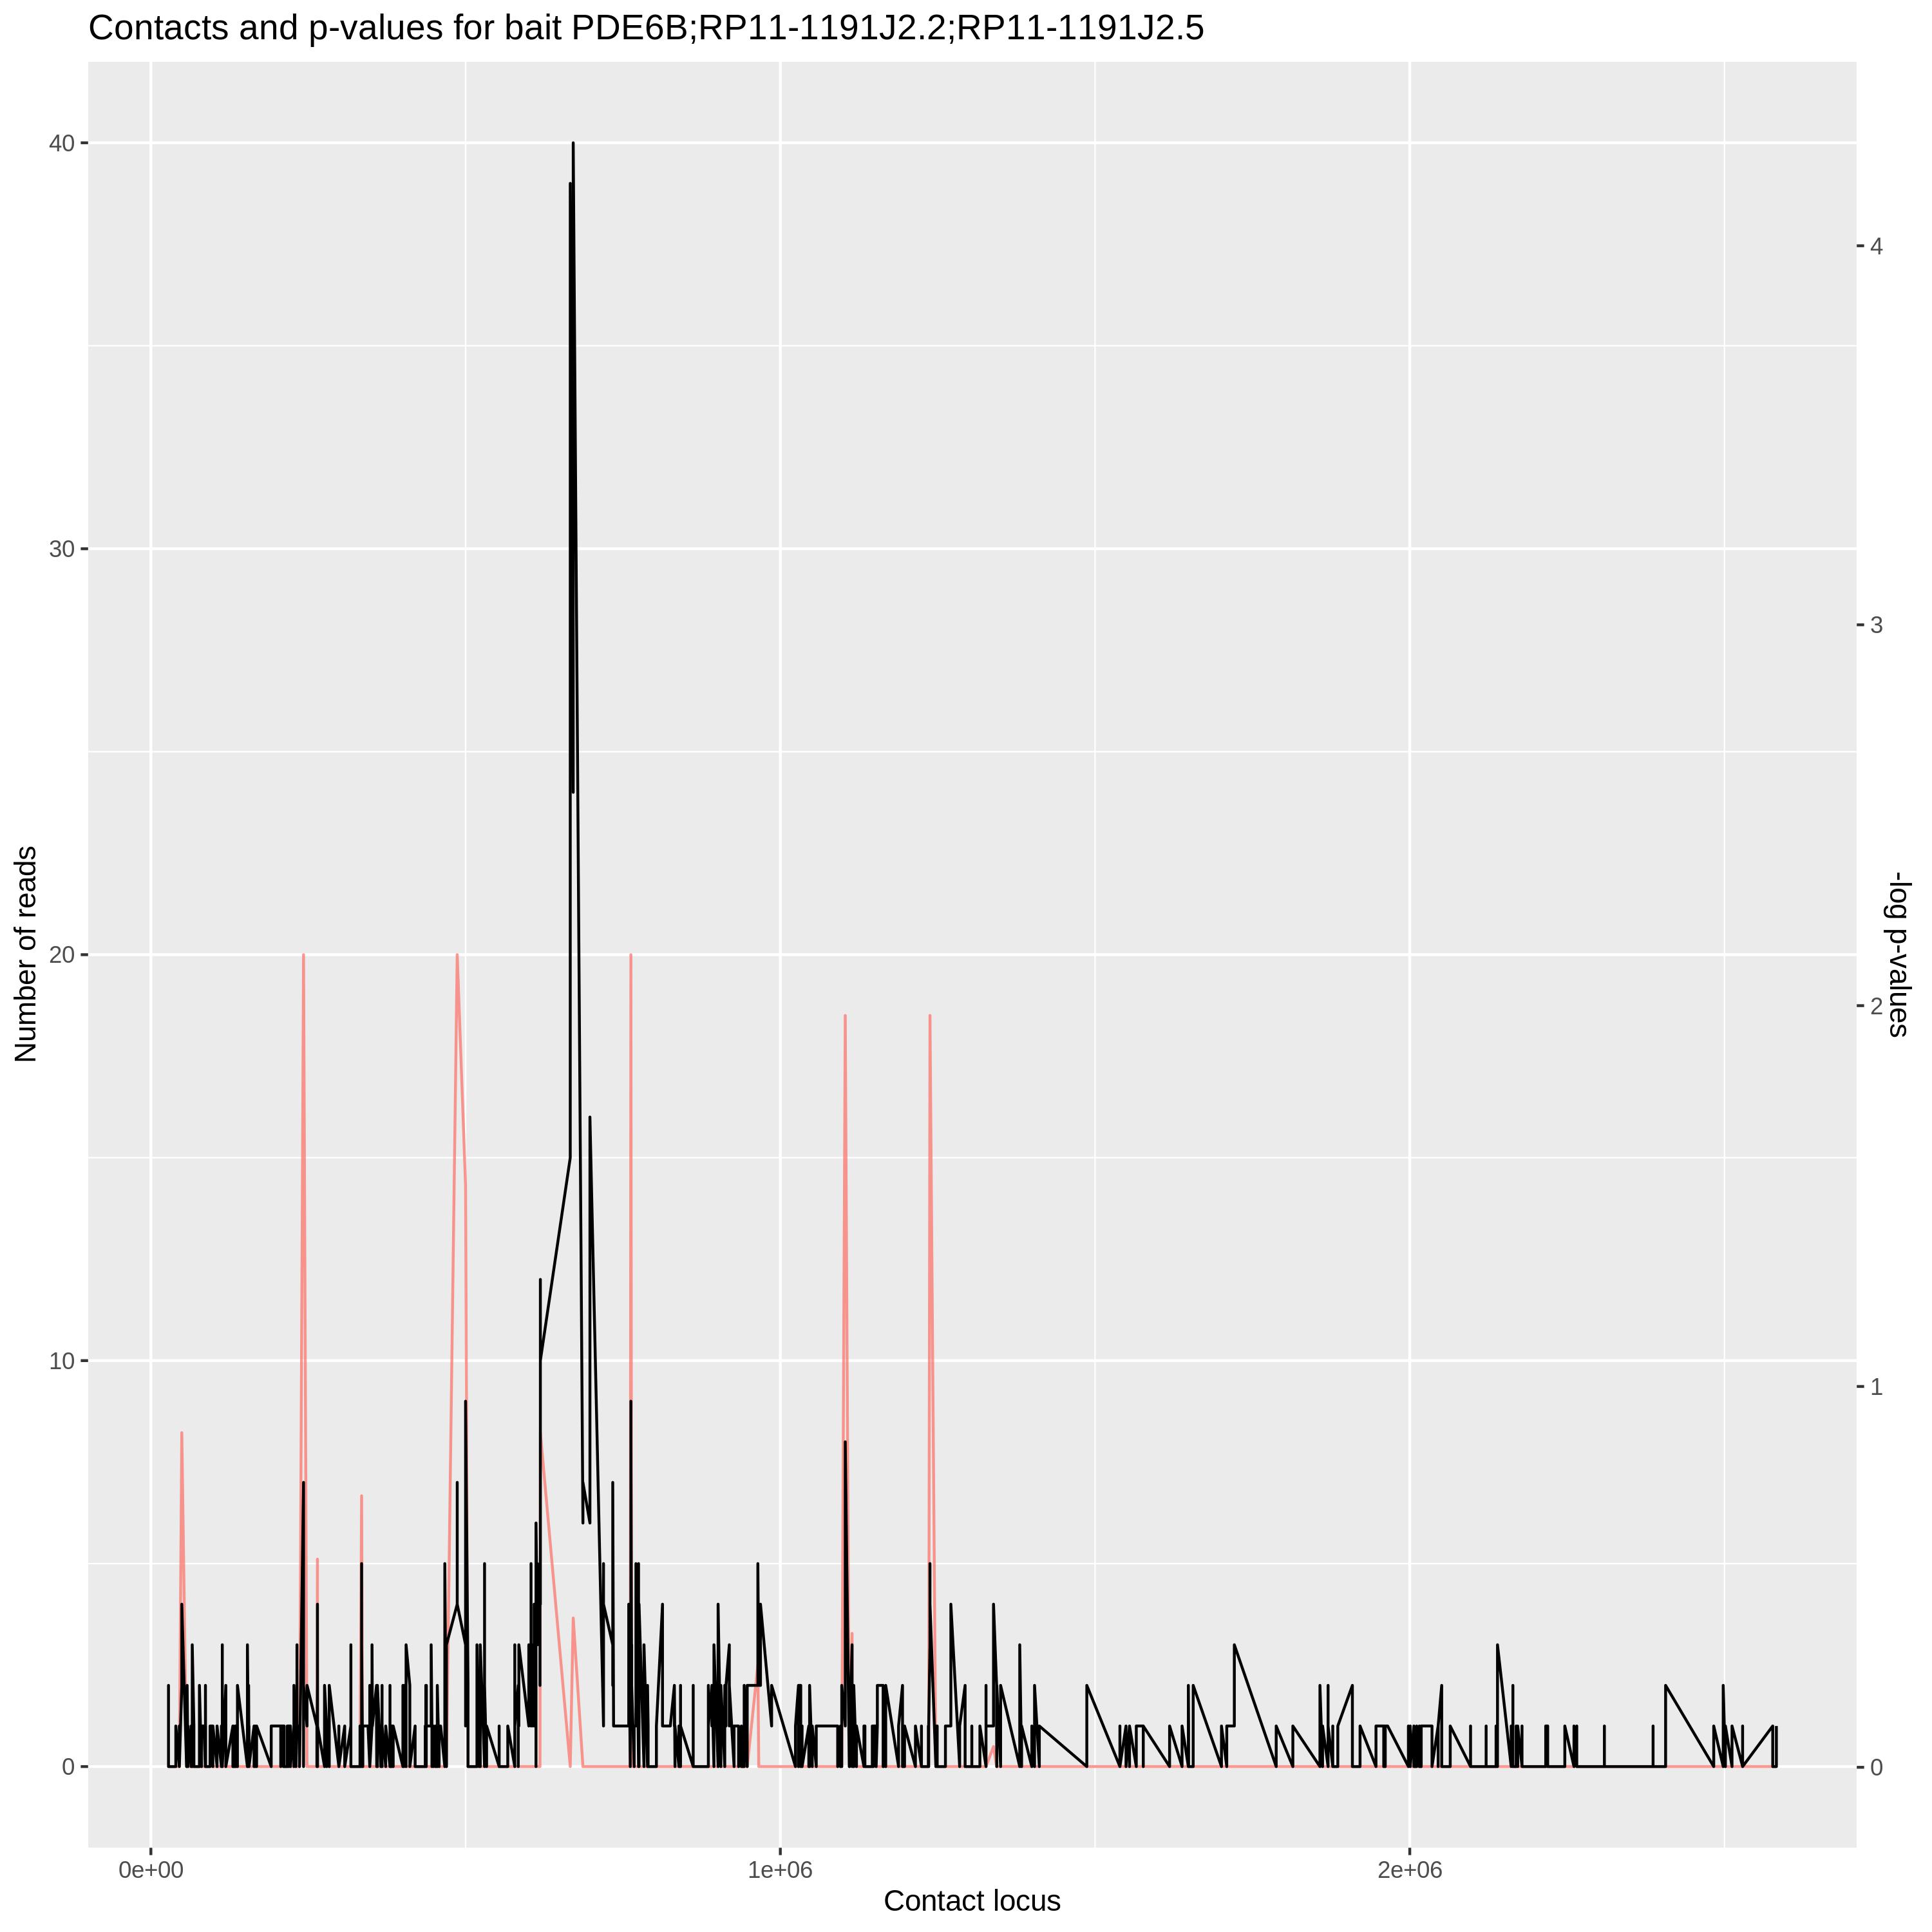 Contacts and p-values for bait PDE6B;RP11-1191J2.2;RP11-1191J2.5
40
30
20
10
0
Number of reads
4
3
2
1
0
-log p-values
0e+00
1e+06
2e+06
Contact locus